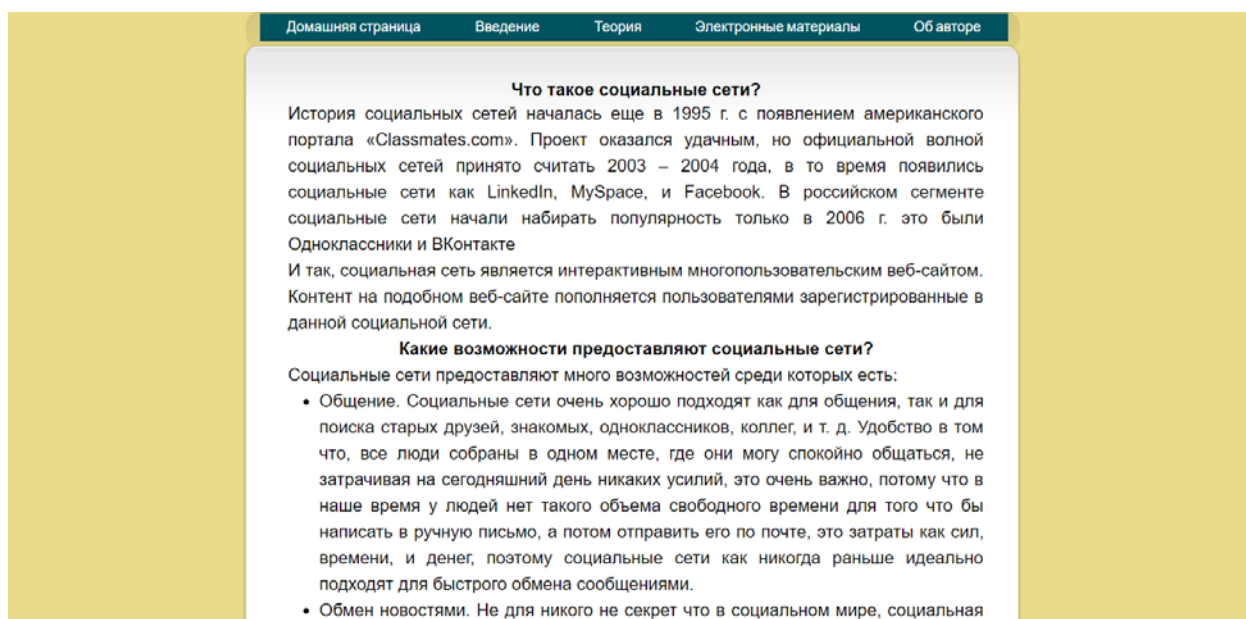 Домашняя страница Введение Теория Электронные материалы Об авторе
Что такое социальные сети?
История социальных сетей началась еще в 1995 г. с появлением американского
портала «Classmates.com». Проект оказался удачным, но официальной волной
социальных сетей принято считать 2003 – 2004 года, в то время появились
социальные сети как LinkedIn, MySpace, и Facebook. В российском сегменте
социальные сети начали набирать популярность только в 2006 г. это были
Одноклассники и ВКонтакте
И так, социальная сеть является интерактивным многопользовательским веб-сайтом.
Контент на подобном веб-сайте пополняется пользователями зарегистрированные в
данной социальной сети.
Какие возможности предоставляют социальные сети?
Социальные сети предоставляют много возможностей среди которых есть:
• Общение. Социальные сети очень хорошо подходят как для общения, так и для
поиска старых друзей, знакомых, одноклассников, коллег, и т. д. Удобство в том
что, все люди собраны в одном месте, где они могу спокойно общаться, не
затрачивая на сегодняшний день никаких усилий, это очень важно, потому что в
наше время у людей нет такого объема свободного времени для того что бы
написать в ручную письмо, а потом отправить его по почте, это затраты как сил,
времени, и денег, поэтому социальные сети как никогда раньше идеально
подходят для быстрого обмена сообщениями.
• Обмен новостями. Не для никого не секрет что в социальном мире, социальная